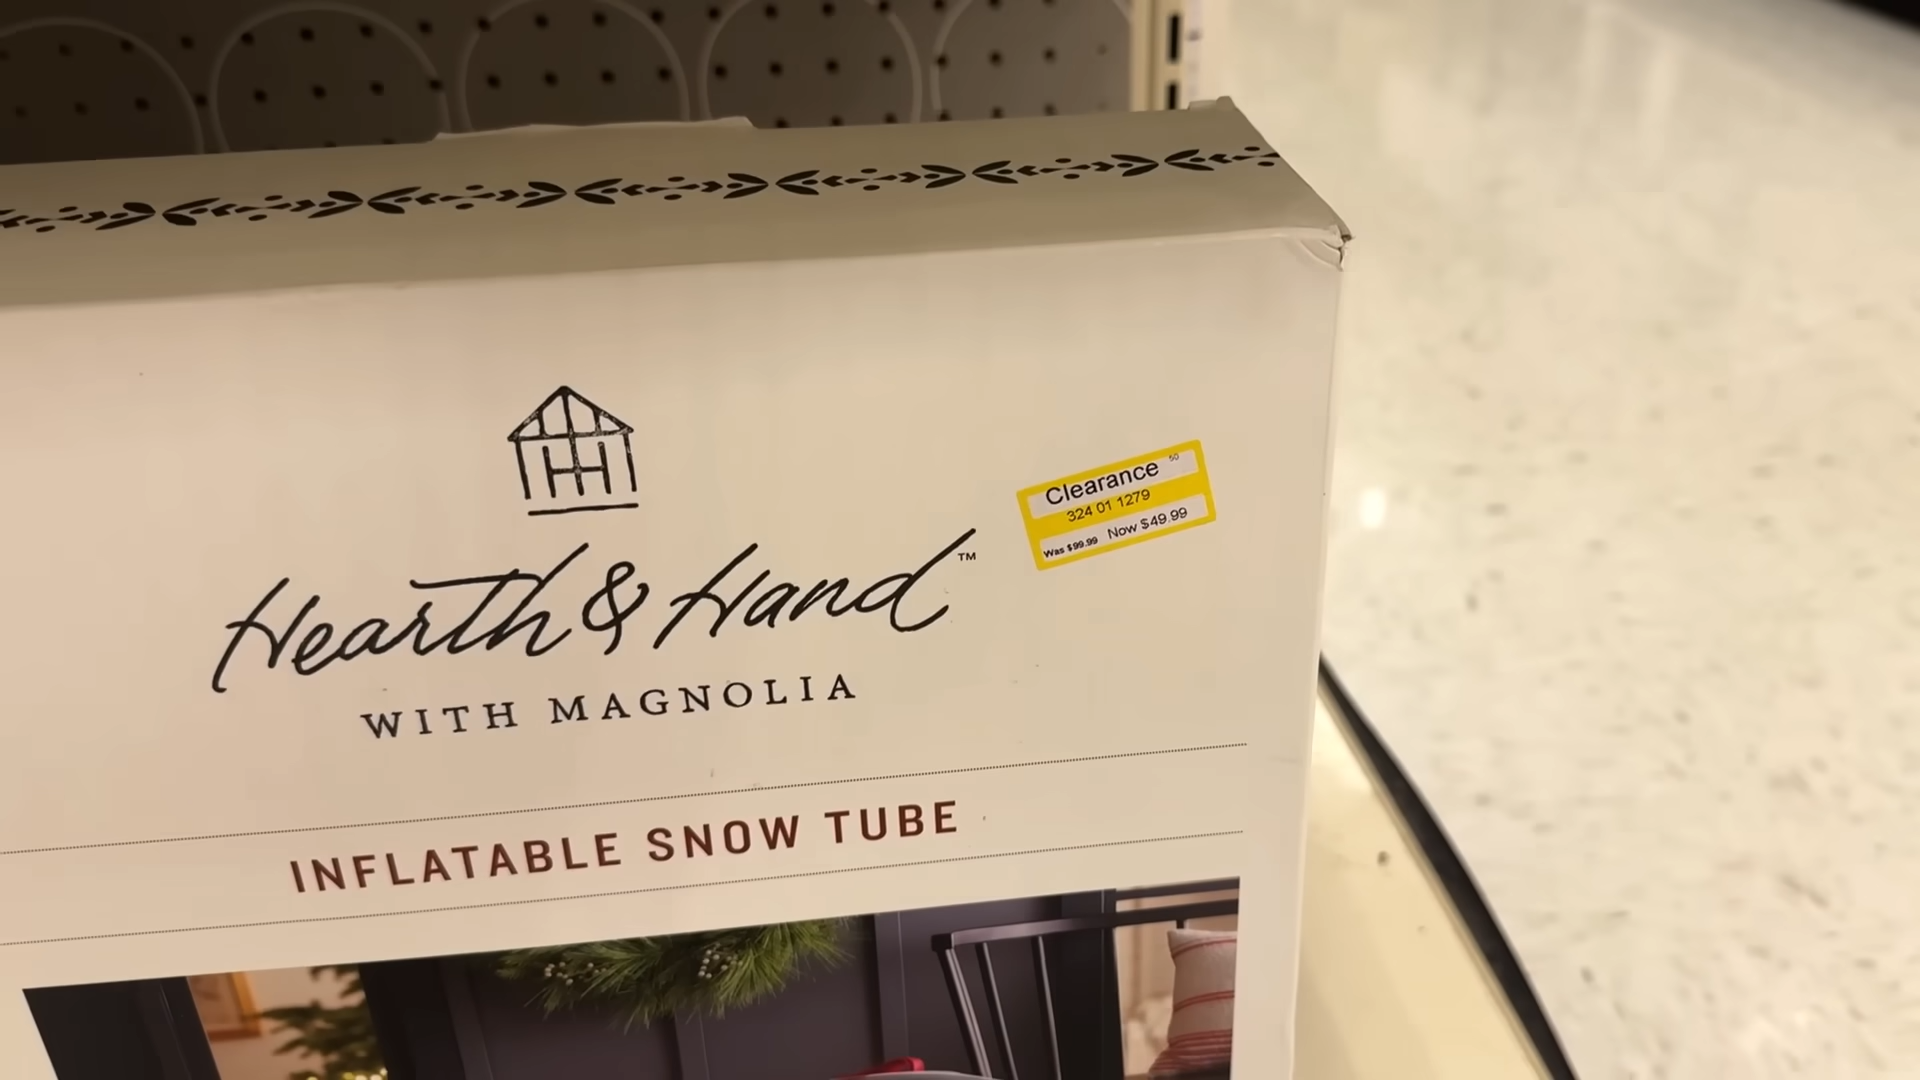 Clearance 50
324 01 1279
Was $99.99 Now $49.99
Hearth & Hand™
WITH MAGNOLIA
INFLATABLE SNOW TUBE